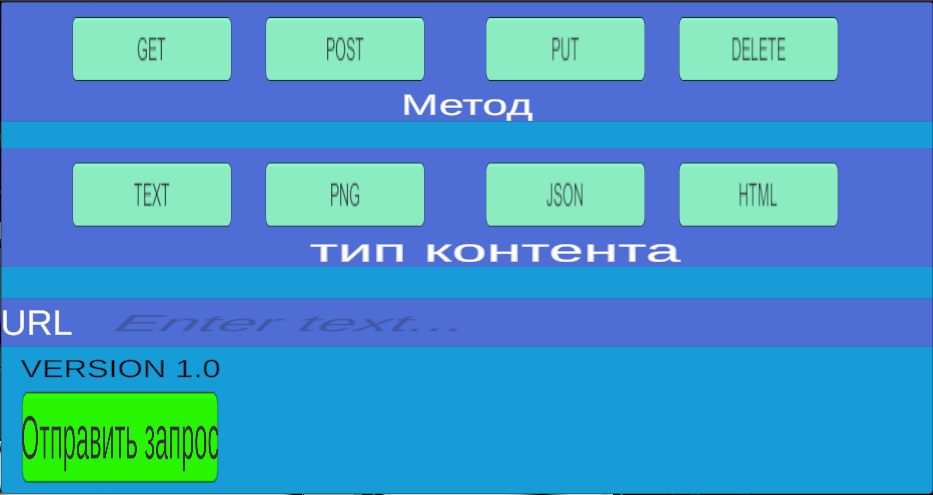 GET POST PUT DELETE
Метод
TEXT PNG JSON HTML
тип контента
URL Enter text...
VERSION 1.0
Отправить запрос